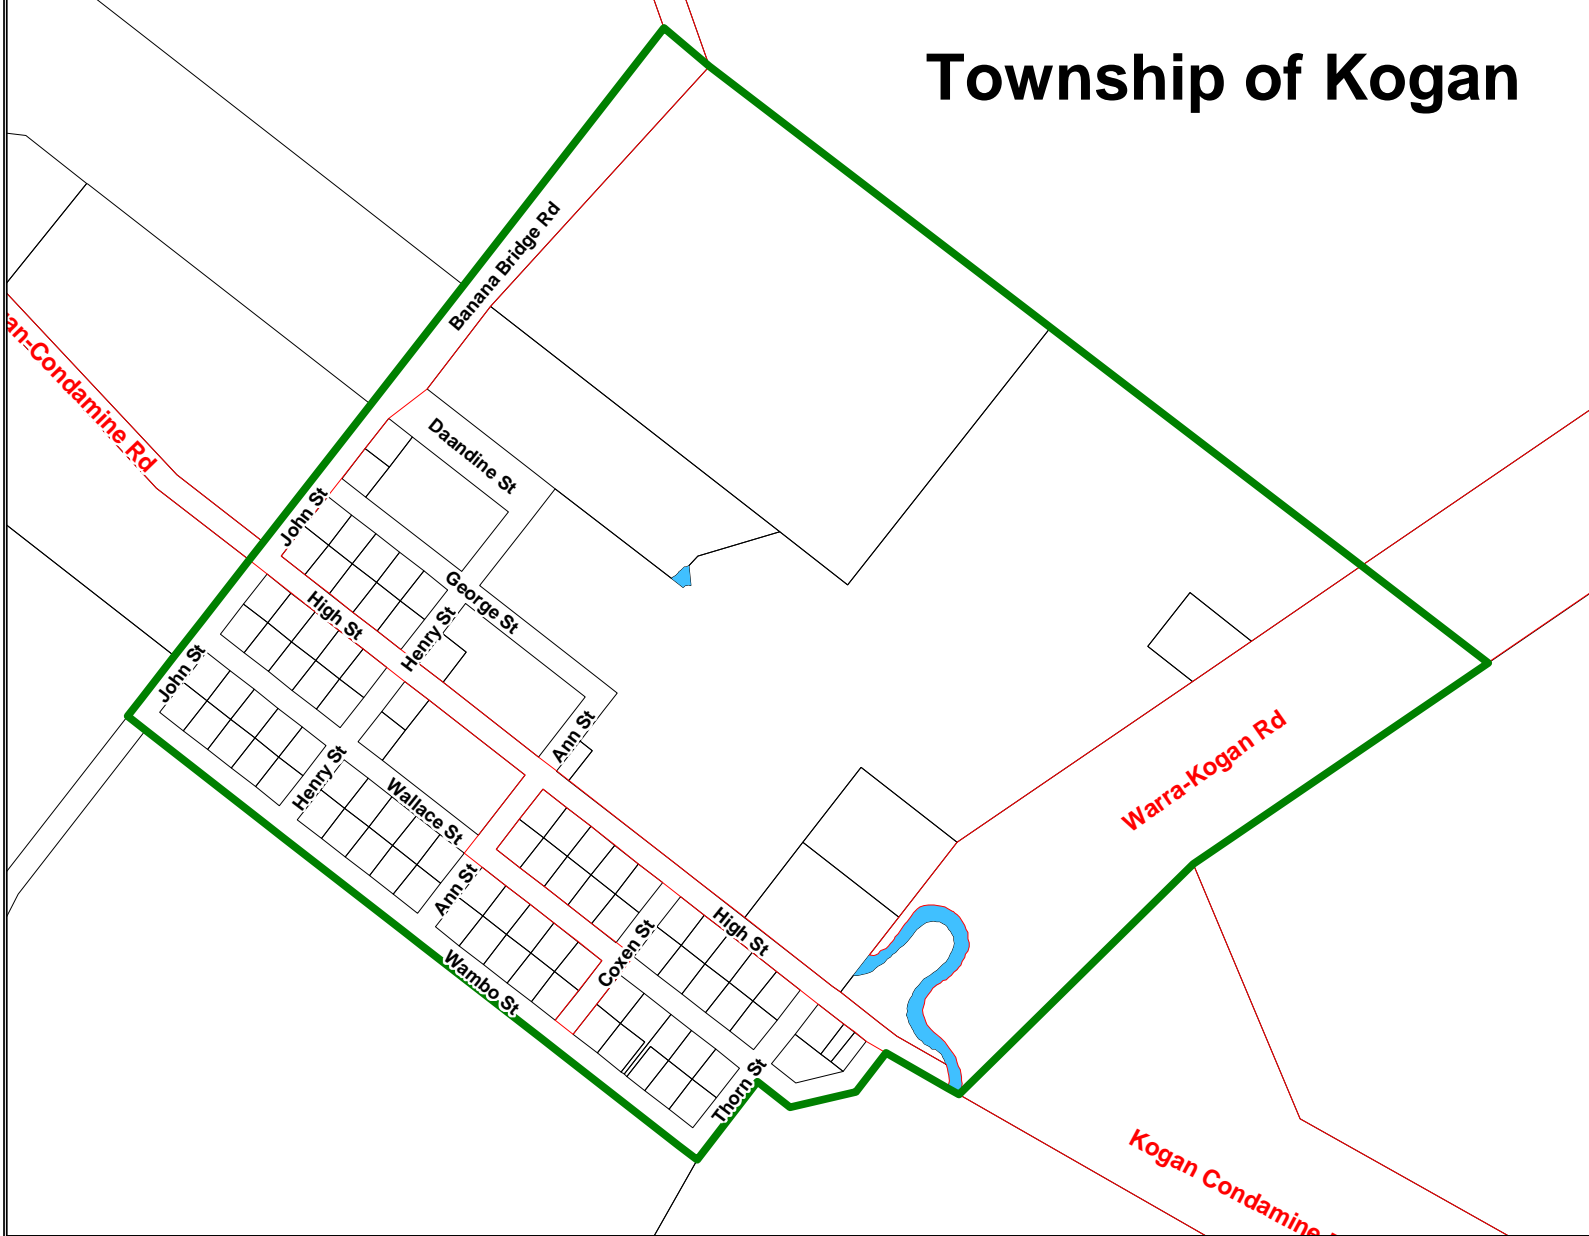 Township of Kogan
Banana Bridge Rd
an-Condamine Rd
Daandine St
John St
George St
High St
Henry St
John St
Ann St
Warra-Kogan Rd
Henry St
Wallace St
Ann St
High St
Coxen St
Wambo St
Thorn St
Kogan Condamine